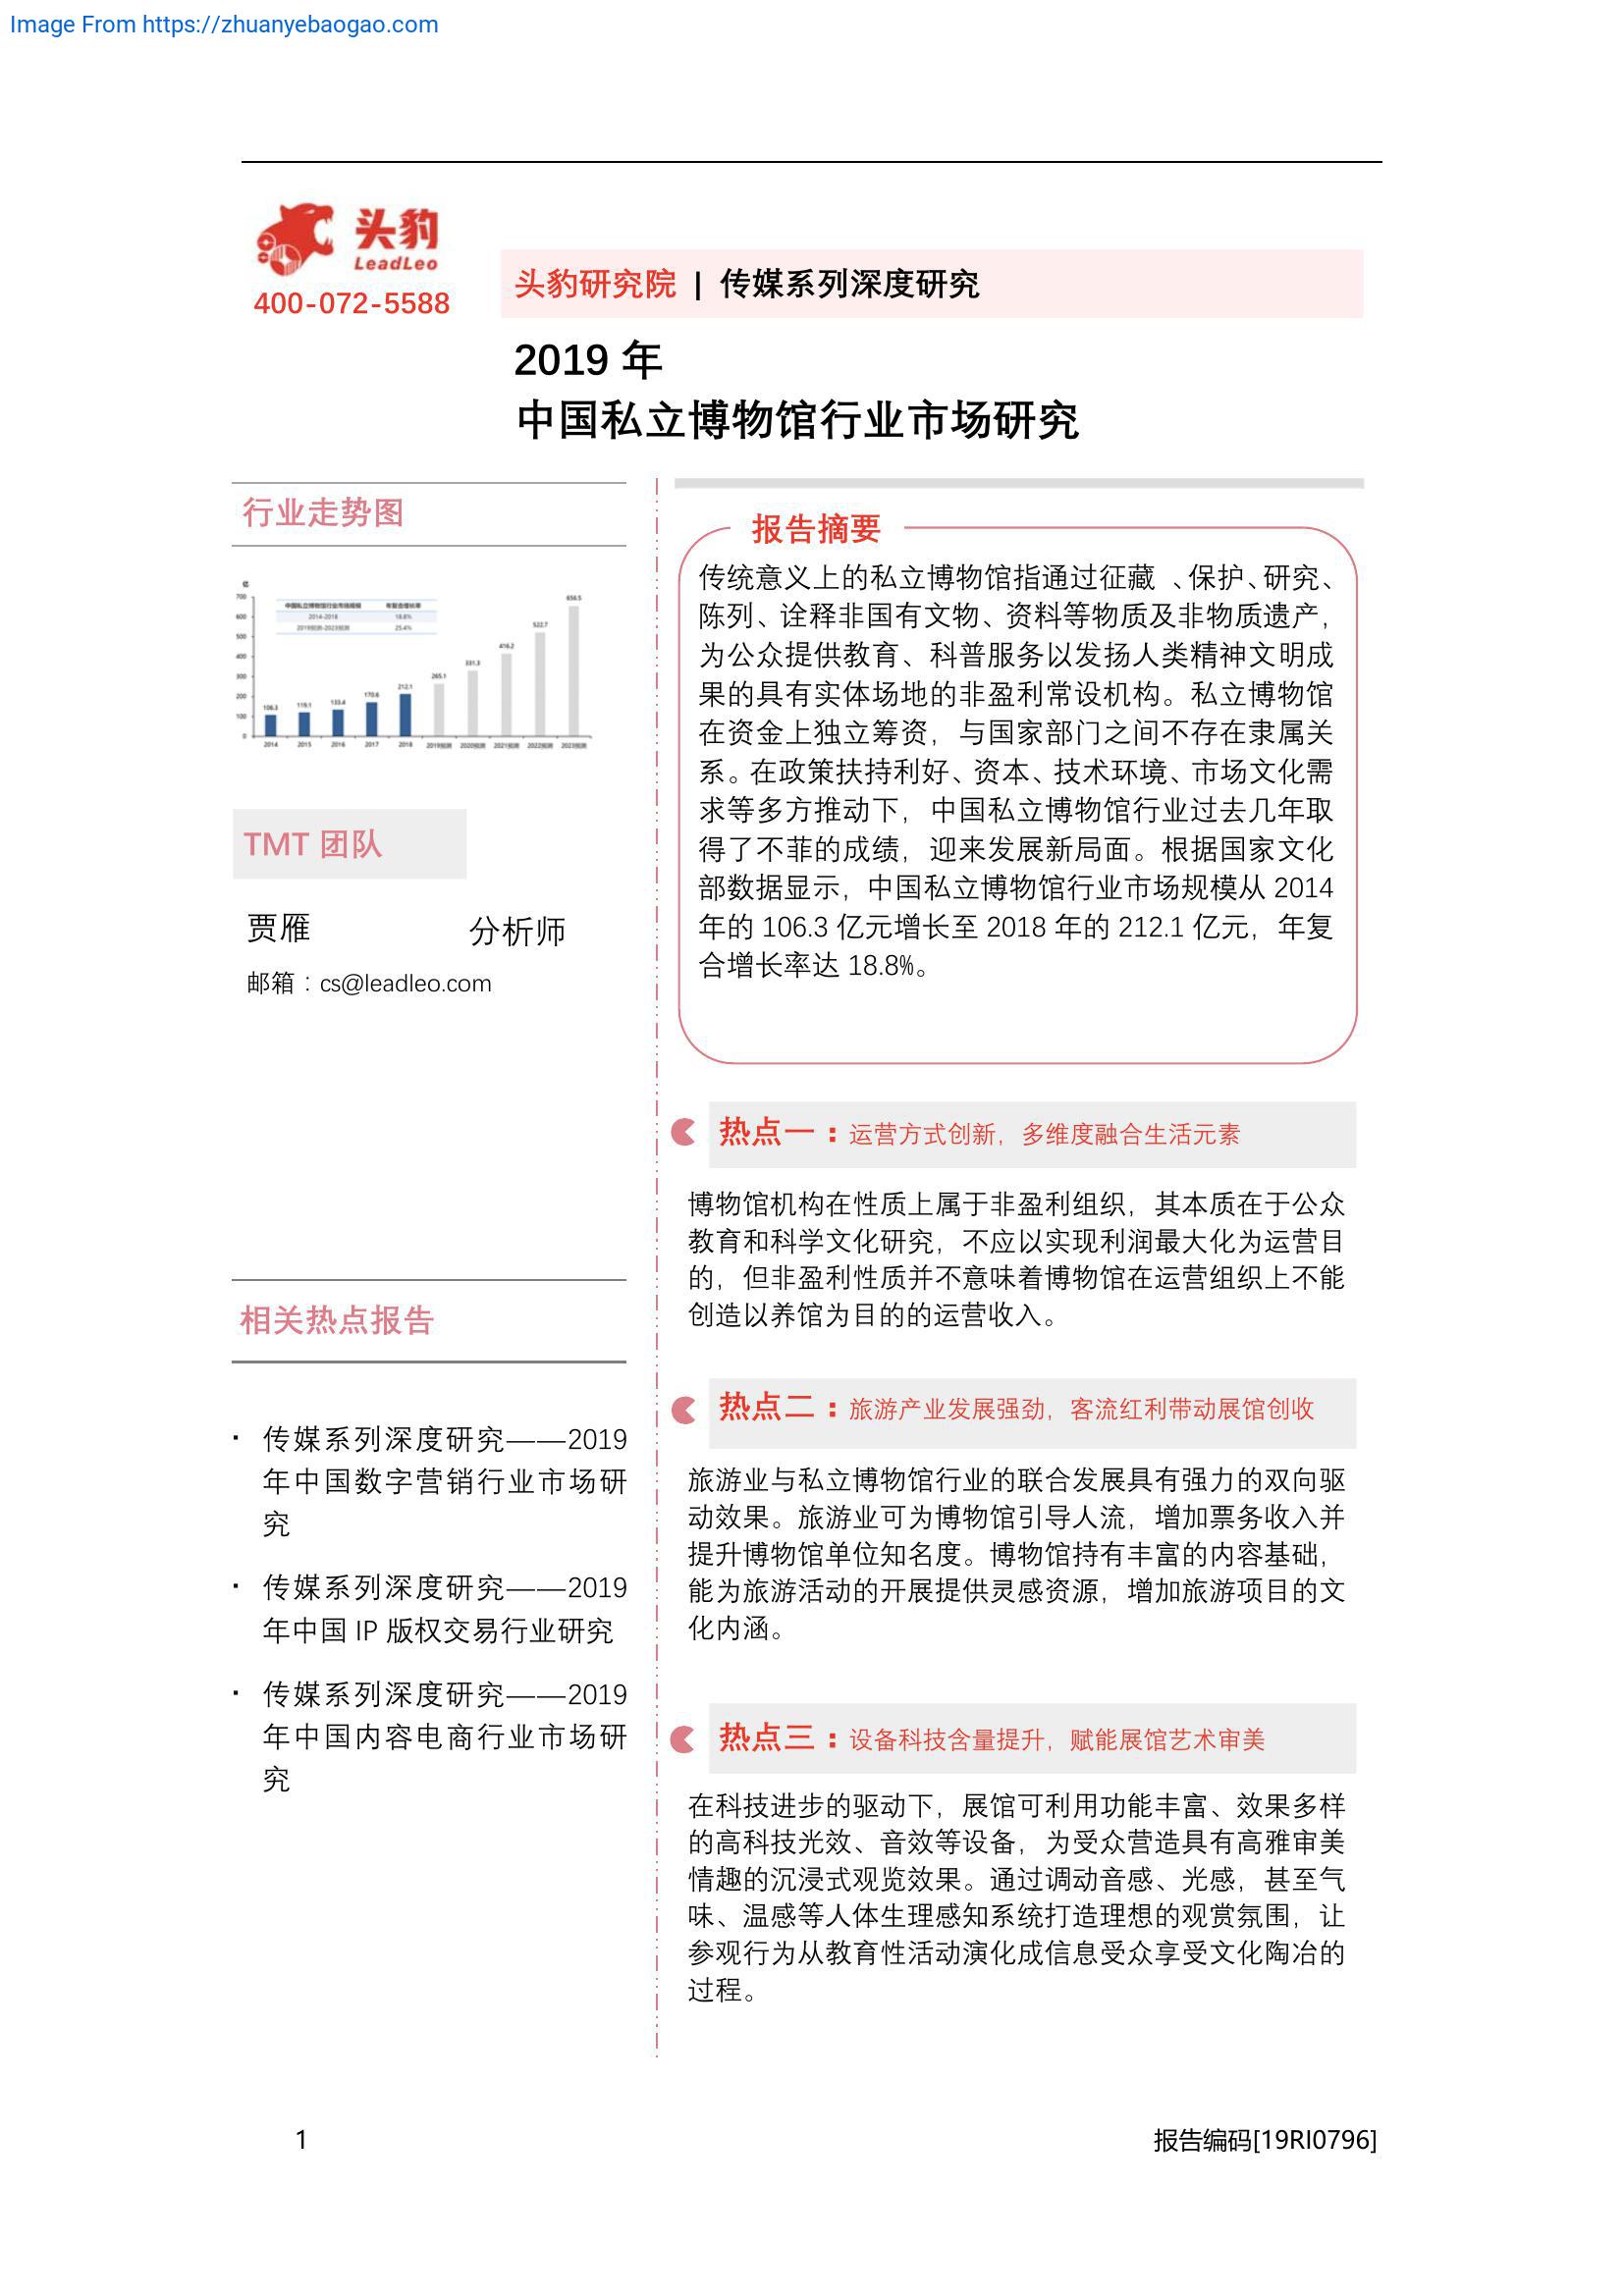 Image From https://zhuanyebaogao.com
头豹
LeadLeo
400-072-5588
头豹研究院 | 传媒系列深度研究
2019 年
中国私立博物馆行业市场研究
行业走势图
亿
中国私立博物馆行业市场规模 年复合增长率
2014-2018 18.8%
2019预测-2023预测 25.4%
700
600
500
400
300
200
100
0
106.3 119.1 133.4 170.6 212.1 265.1 331.3 416.2 522.7 656.5
2014 2015 2016 2017 2018 2019预测 2020预测 2021预测 2022预测 2023预测
TMT 团队
贾雁 分析师
邮箱：cs@leadleo.com
相关热点报告
· 传媒系列深度研究——2019
年中国数字营销行业市场研
究
· 传媒系列深度研究——2019
年中国 IP 版权交易行业研究
· 传媒系列深度研究——2019
年中国内容电商行业市场研
究
报告摘要
传统意义上的私立博物馆指通过征藏 、保护、研究、
陈列、诠释非国有文物、资料等物质及非物质遗产，
为公众提供教育、科普服务以发扬人类精神文明成
果的具有实体场地的非盈利常设机构。私立博物馆
在资金上独立筹资，与国家部门之间不存在隶属关
系。在政策扶持利好、资本、技术环境、市场文化需
求等多方推动下，中国私立博物馆行业过去几年取
得了不菲的成绩，迎来发展新局面。根据国家文化
部数据显示，中国私立博物馆行业市场规模从 2014
年的 106.3 亿元增长至 2018 年的 212.1 亿元，年复
合增长率达 18.8%。
热点一：运营方式创新，多维度融合生活元素
博物馆机构在性质上属于非盈利组织，其本质在于公众
教育和科学文化研究，不应以实现利润最大化为运营目
的，但非盈利性质并不意味着博物馆在运营组织上不能
创造以养馆为目的的运营收入。
热点二：旅游产业发展强劲，客流红利带动展馆创收
旅游业与私立博物馆行业的联合发展具有强力的双向驱
动效果。旅游业可为博物馆引导人流，增加票务收入并
提升博物馆单位知名度。博物馆持有丰富的内容基础，
能为旅游活动的开展提供灵感资源，增加旅游项目的文
化内涵。
热点三：设备科技含量提升，赋能展馆艺术审美
在科技进步的驱动下，展馆可利用功能丰富、效果多样
的高科技光效、音效等设备，为受众营造具有高雅审美
情趣的沉浸式观览效果。通过调动音感、光感，甚至气
味、温感等人体生理感知系统打造理想的观赏氛围，让
参观行为从教育性活动演化成信息受众享受文化陶冶的
过程。
1
报告编码[19RI0796]